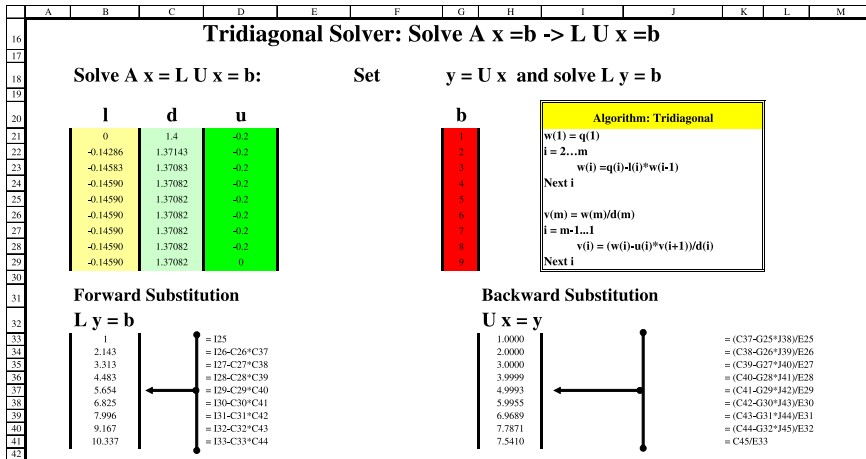 A B C D E F G H I J K L M
16 Tridiagonal Solver: Solve A x =b -> L U x =b
17
18 Solve A x = L U x = b: Set y = U x and solve L y = b
19
20 l d u b Algorithm: Tridiagonal
21 0 1.4 -0.2 1 w(1) = q(1)
22 -0.14286 1.37143 -0.2 2 i = 2…m
23 -0.14583 1.37083 -0.2 3 w(i) =q(i)-l(i)*w(i-1)
24 -0.14590 1.37082 -0.2 4 Next i
25 -0.14590 1.37082 -0.2 5
26 -0.14590 1.37082 -0.2 6 v(m) = w(m)/d(m)
27 -0.14590 1.37082 -0.2 7 i = m-1...1
28 -0.14590 1.37082 -0.2 8 v(i) = (w(i)-u(i)*v(i+1))/d(i)
29 -0.14590 1.37082 0 9 Next i
30
31 Forward Substitution Backward Substitution
32 L y = b U x = y
33 1 = I25 1.0000 = (C37-G25*J38)/E25
34 2.143 = I26-C26*C37 2.0000 = (C38-G26*J39)/E26
35 3.313 = I27-C27*C38 3.0000 = (C39-G27*J40)/E27
36 4.483 = I28-C28*C39 3.9999 = (C40-G28*J41)/E28
37 5.654 = I29-C29*C40 4.9993 = (C41-G29*J42)/E29
38 6.825 = I30-C30*C41 5.9955 = (C42-G30*J43)/E30
39 7.996 = I31-C31*C42 6.9689 = (C43-G31*J44)/E31
40 9.167 = I32-C32*C43 7.7871 = (C44-G32*J45)/E32
41 10.337 = I33-C33*C44 7.5410 = C45/E33
42